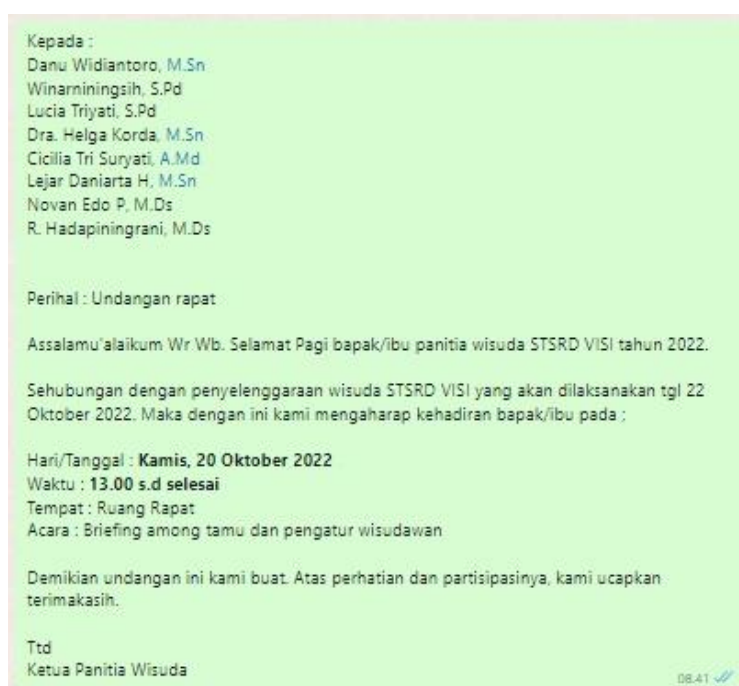 Kepada :
Danu Widiantoro, M.Sn
Winarniningsih, S.Pd
Lucia Triyati, S.Pd
Dra. Helga Korda, M.Sn
Cicilia Tri Suryati, A.Md
Lejar Daniarta H, M.Sn
Novan Edo P, M.Ds
R. Hadapiningrani, M.Ds
Perihal : Undangan rapat
Assalamu'alaikum Wr Wb. Selamat Pagi bapak/ibu panitia wisuda STSRD VISI tahun 2022.
Sehubungan dengan penyelenggaraan wisuda STSRD VISI yang akan dilaksanakan tgl 22
Oktober 2022. Maka dengan ini kami mengaharap kehadiran bapak/ibu pada ;
Hari/Tanggal : Kamis, 20 Oktober 2022
Waktu : 13.00 s.d selesai
Tempat : Ruang Rapat
Acara : Briefing among tamu dan pengatur wisudawan
Demikian undangan ini kami buat. Atas perhatian dan partisipasinya, kami ucapkan
terimakasih.
Ttd
Ketua Panitia Wisuda
08.41